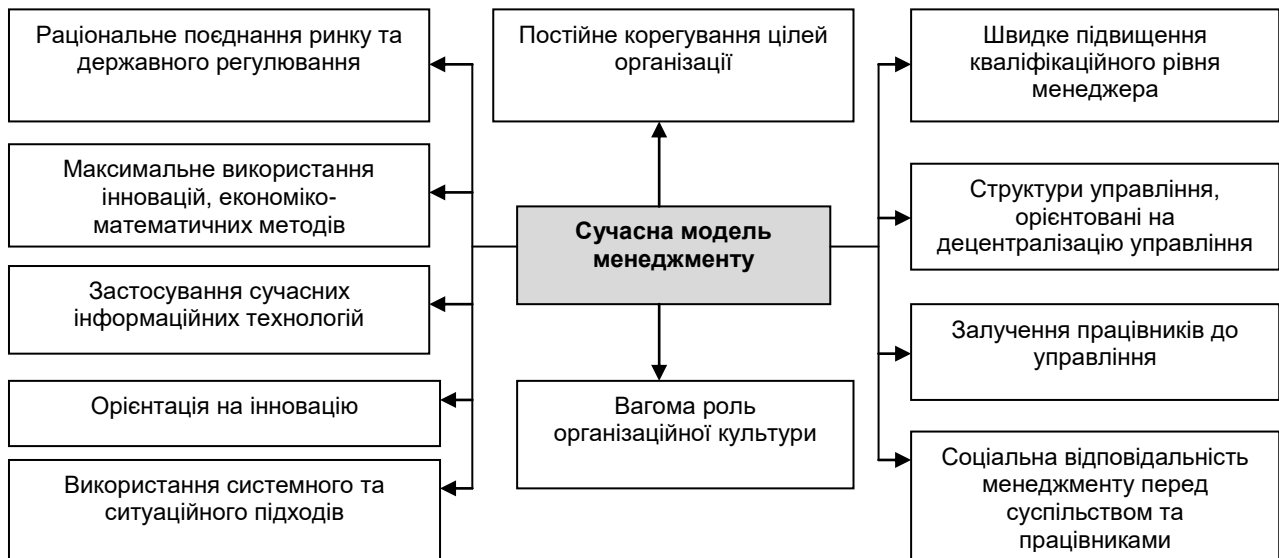 Раціональне поєднання ринку та
державного регулювання
Максимальне використання
інновацій, економіко-
математичних методів
Застосування сучасних
інформаційних технологій
Орієнтація на інновацію
Використання системного та
ситуаційного підходів
Постійне корегування цілей
організації
Сучасна модель
менеджменту
Вагома роль
організаційної культури
Швидке підвищення
кваліфікаційного рівня
менеджера
Структури управління,
орієнтовані на
децентралізацію управління
Залучення працівників до
управління
Соціальна відповідальність
менеджменту перед
суспільством та
працівниками